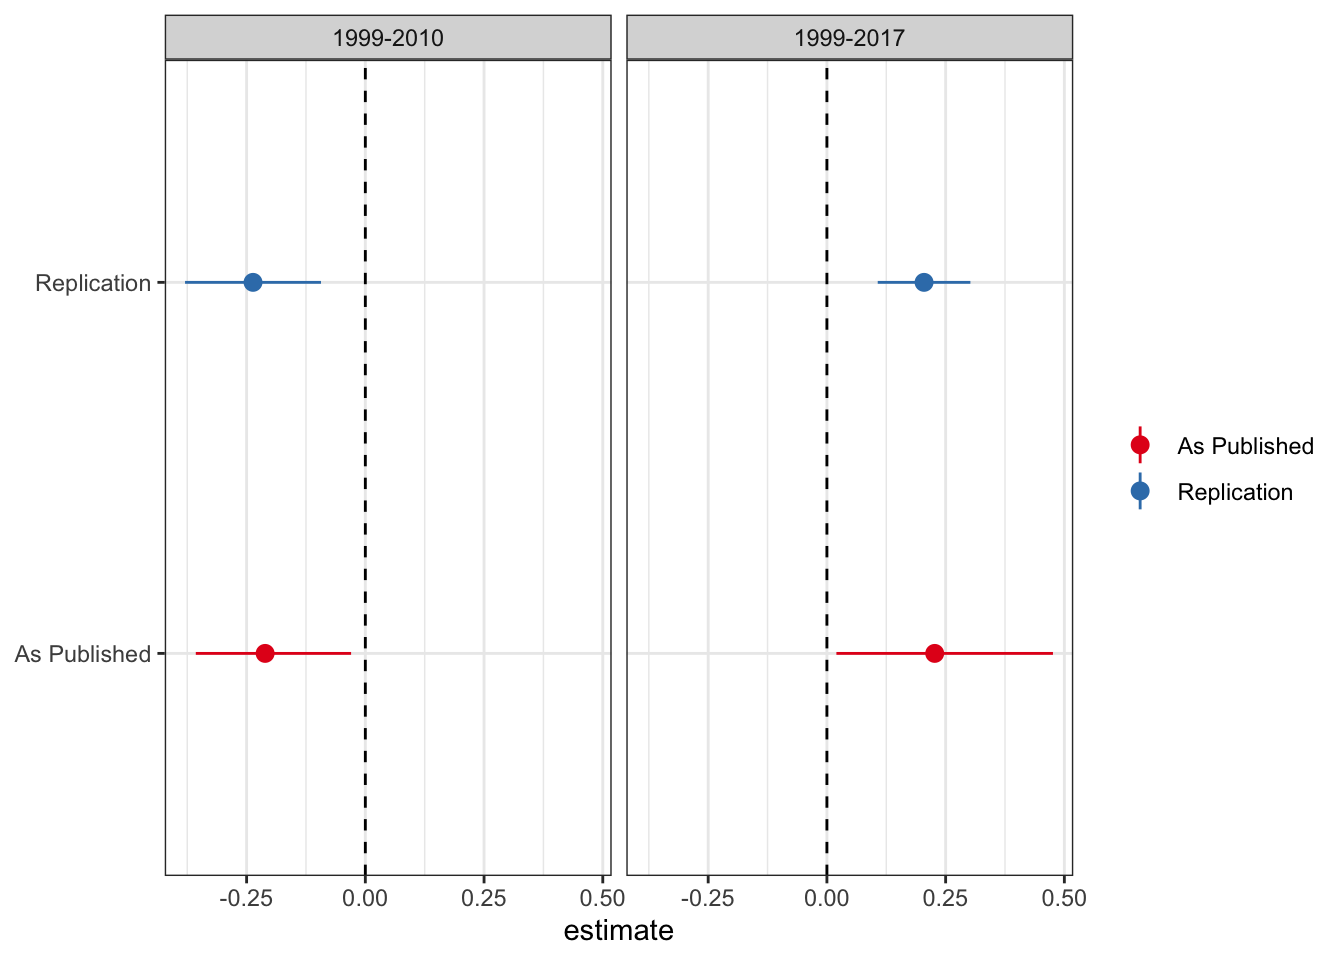 1999-2010
1999-2017
Replication
As Published
As Published
Replication
-0.25 0.00 0.25 0.50 -0.25 0.00 0.25 0.50
estimate